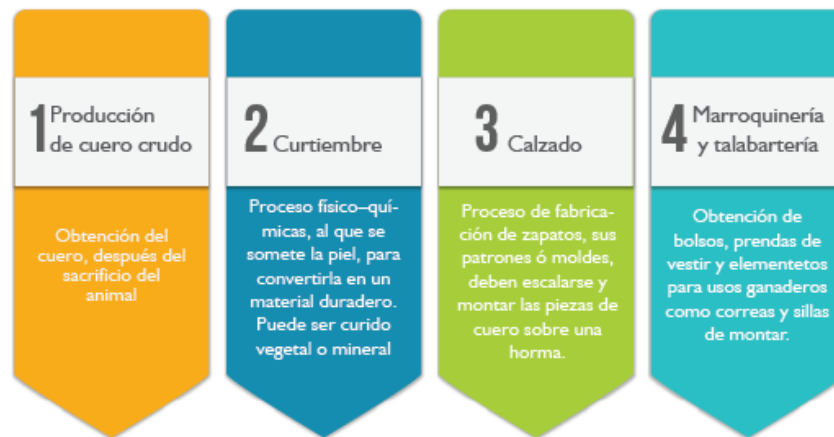 1 Producción
de cuero crudo
Obtención del
cuero, después del
sacrificio del
animal
2 Curtiembre
Proceso físico–quí-
micas, al que se
somete la piel, para
convertirla en un
material duradero.
Puede ser curido
vegetal o mineral
3 Calzado
Proceso de fabrica-
ción de zapatos, sus
patrones ó moldes,
deben escalarse y
montar las piezas de
cuero sobre una
horma.
4 Marroquinería
y talabartería
Obtención de
bolsos, prendas de
vestir y elementetos
para usos ganaderos
como correas y sillas
de montar.